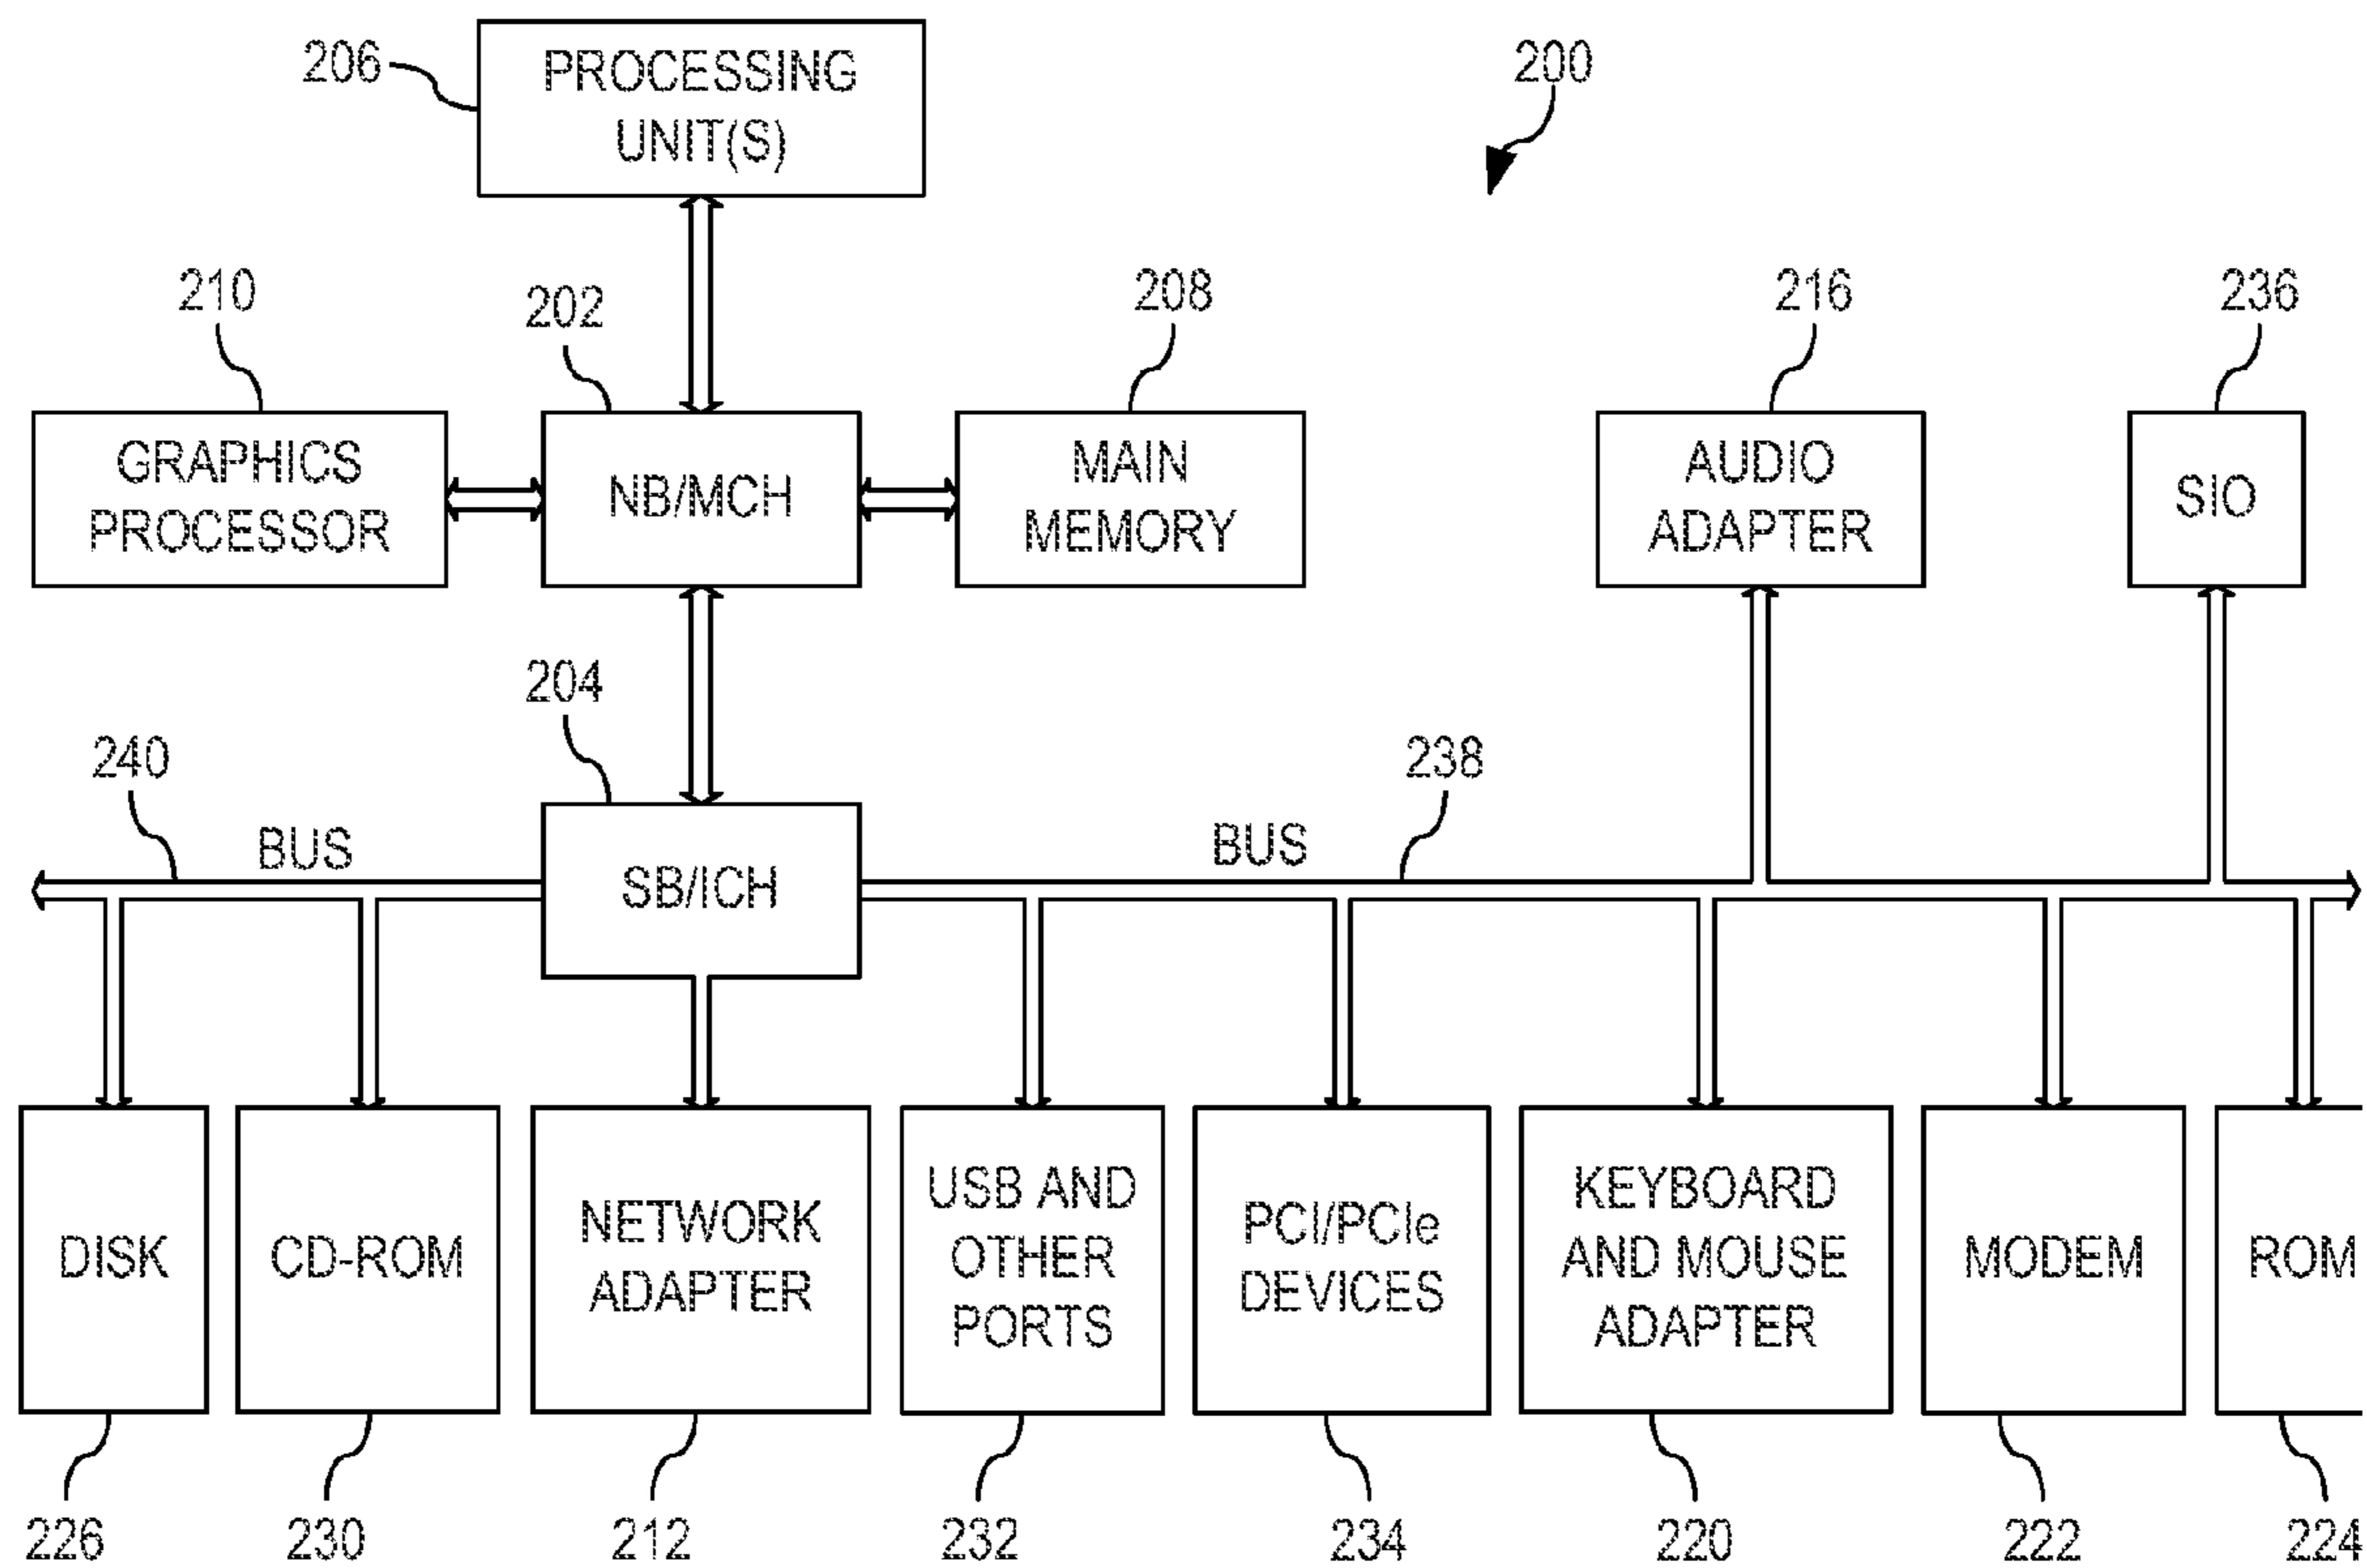 206
PROCESSING
UNIT(S)
200
210
202
208
216
236
GRAPHICS
PROCESSOR
NB/MCH
MAIN
MEMORY
AUDIO
ADAPTER
SIO
204
240
238
BUS
SB/ICH
BUS
DISK
CD-ROM
NETWORK
ADAPTER
USB AND
OTHER
PORTS
PCI/PCIe
DEVICES
KEYBOARD
AND MOUSE
ADAPTER
MODEM
ROM
226
230
212
232
234
220
222
224